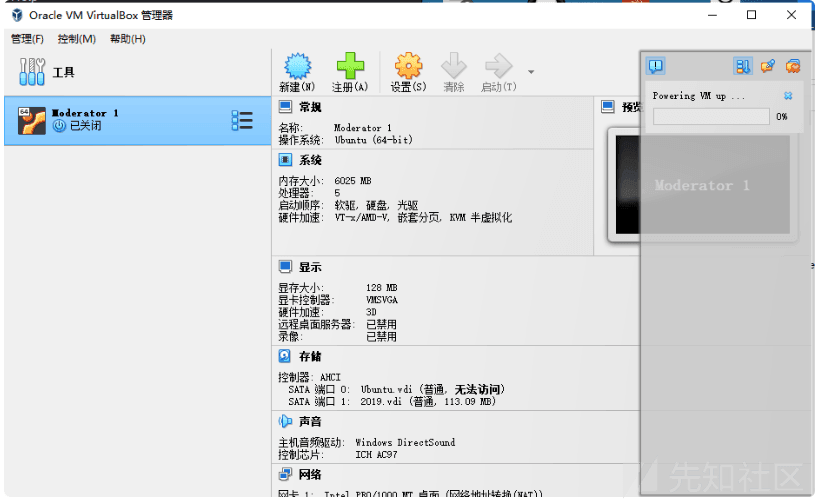 Oracle VM VirtualBox 管理器
管理(F) 控制(M) 帮助(H)
工具
新建(N) 注册(A) 设置(S) 清除 启动(T)
Moderator 1
已关闭
常规
名称: Moderator 1
操作系统: Ubuntu (64-bit)
系统
内存大小: 6025 MB
处理器: 5
启动顺序: 软驱, 硬盘, 光驱
硬件加速: VT-x/AMD-V, 嵌套分页, KVM 半虚拟化
预览
Powering VM up ...
0%
Moderator 1
显示
显存大小: 128 MB
显卡控制器: VMSVGA
硬件加速: 3D
远程桌面服务器: 已禁用
录像: 已禁用
存储
控制器: AHCI
SATA 端口 0: Ubuntu.vdi (普通, 无法访问)
SATA 端口 1: 2019.vdi (普通, 113.09 MB)
声音
主机音频驱动: Windows DirectSound
控制芯片: ICH AC97
网络
网卡 1: Intel PRO/1000 MT 桌面 (网络地址转换(NAT))
先知社区